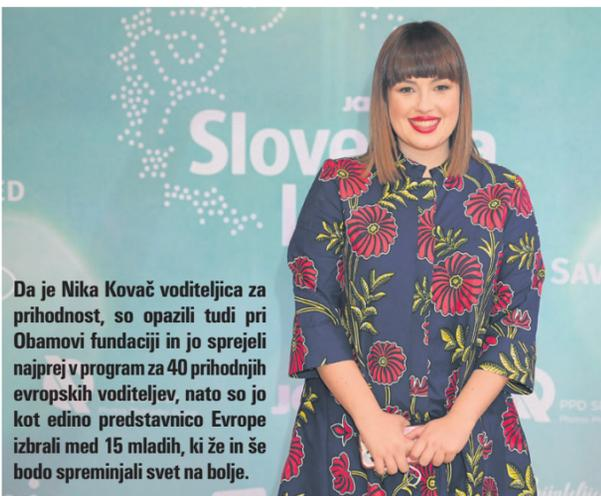 Slove
ED
SAV
PPD S
Da je Nika Kovač voditeljica za
prihodnost, so opazili tudi pri
Obamovi fundaciji in jo sprejeli
najprej v program za 40 prihodnjih
evropskih voditeljev, nato so jo
kot edino predstavnico Evrope
izbrali med 15 mladih, ki že in še
bodo spreminjali svet na bolje.